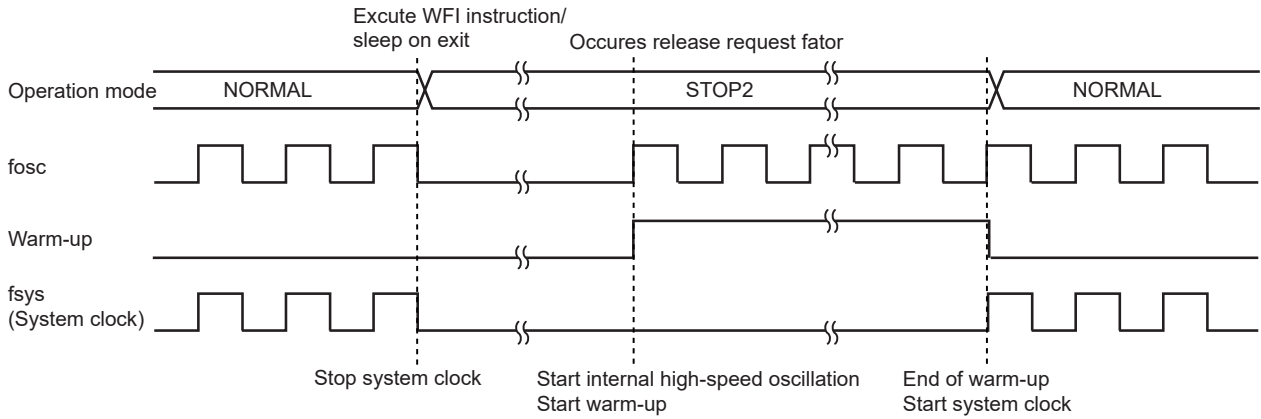 Excute WFI instruction/
sleep on exit
Occures release request fator
Operation mode
NORMAL
STOP2
NORMAL
fosc
Warm-up
fsys
(System clock)
Stop system clock
Start internal high-speed oscillation
Start warm-up
End of warm-up
Start system clock